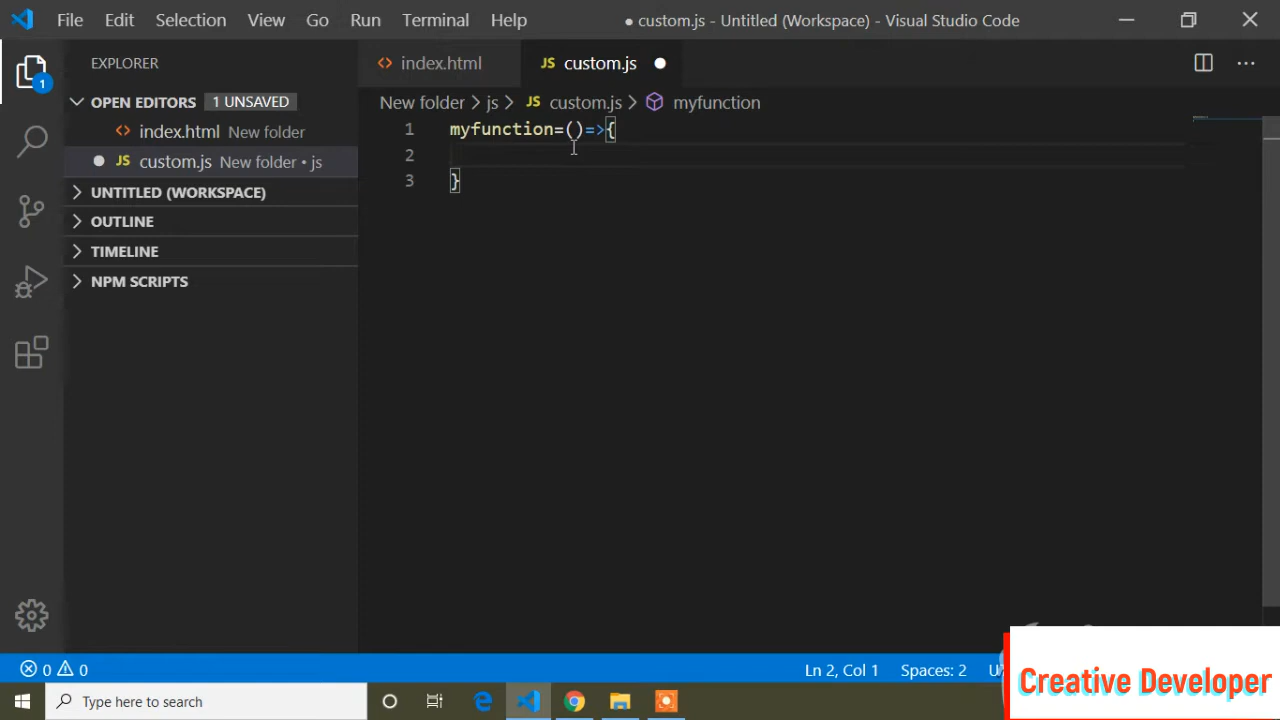 File Edit Selection View Go Run Terminal Help
● custom.js - Untitled (Workspace) - Visual Studio Code
EXPLORER
index.html
JS custom.js
1
OPEN EDITORS 1 UNSAVED
index.html New folder
JS custom.js New folder • js
UNTITLED (WORKSPACE)
OUTLINE
TIMELINE
NPM SCRIPTS
New folder > js > JS custom.js > myfunction
1 myfunction=()=>{
2
3 }
0 0
Ln 2, Col 1 Spaces: 2
Creative Developer
Type here to search